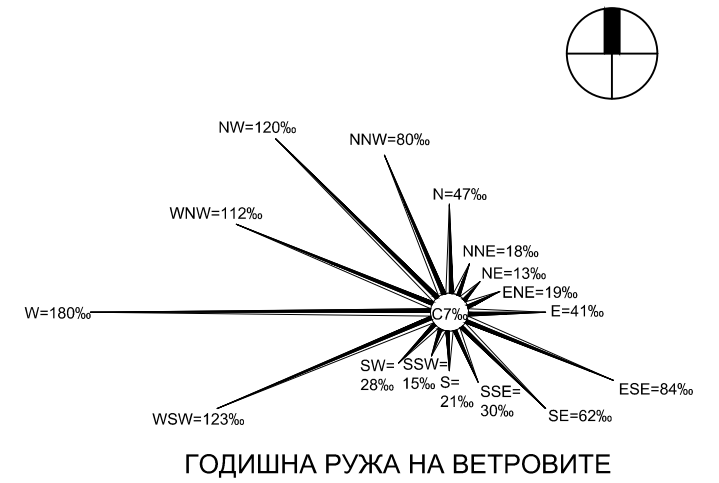 NW=120‰
NNW=80‰
N=47‰
WNW=112‰
NNE=18‰
NE=13‰
ENE=19‰
W=180‰
C7‰
E=41‰
SW=
28‰
SSW=
15‰
S=
21‰
SSE=
30‰
ESE=84‰
WSW=123‰
SE=62‰
ГОДИШНА РУЖА НА ВЕТРОВИТЕ